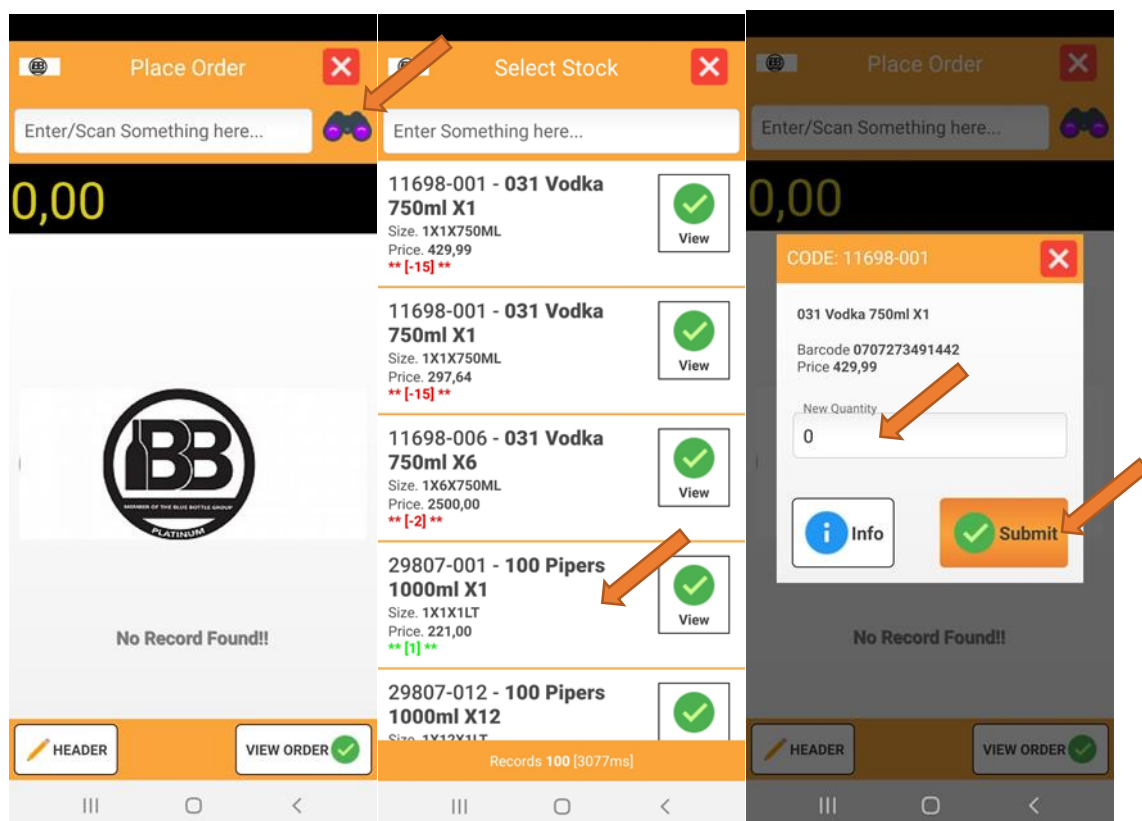 Place Order
Enter/Scan Something here...
0,00
BB
MEMBER OF THE BLUE BOTTLE GROUP
PLATINUM
No Record Found!!
HEADER
VIEW ORDER
Select Stock
Enter Something here...
11698-001 - 031 Vodka
750ml X1
Size. 1X1X750ML
Price. 429,99
** [-15] **
View
11698-001 - 031 Vodka
750ml X1
Size. 1X1X750ML
Price. 297,64
** [-15] **
View
11698-006 - 031 Vodka
750ml X6
Size. 1X6X750ML
Price. 2500,00
** [-2] **
View
29807-001 - 100 Pipers
1000ml X1
Size. 1X1X1LT
Price. 221,00
** [1] **
View
29807-012 - 100 Pipers
1000ml X12
Size. 1X12X1LT
Records 100 [3077ms]
Place Order
Enter/Scan Something here...
0,00
CODE: 11698-001
031 Vodka 750ml X1
Barcode 0707273491442
Price 429,99
New Quantity
0
Info
Submit
No Record Found!!
HEADER
VIEW ORDER